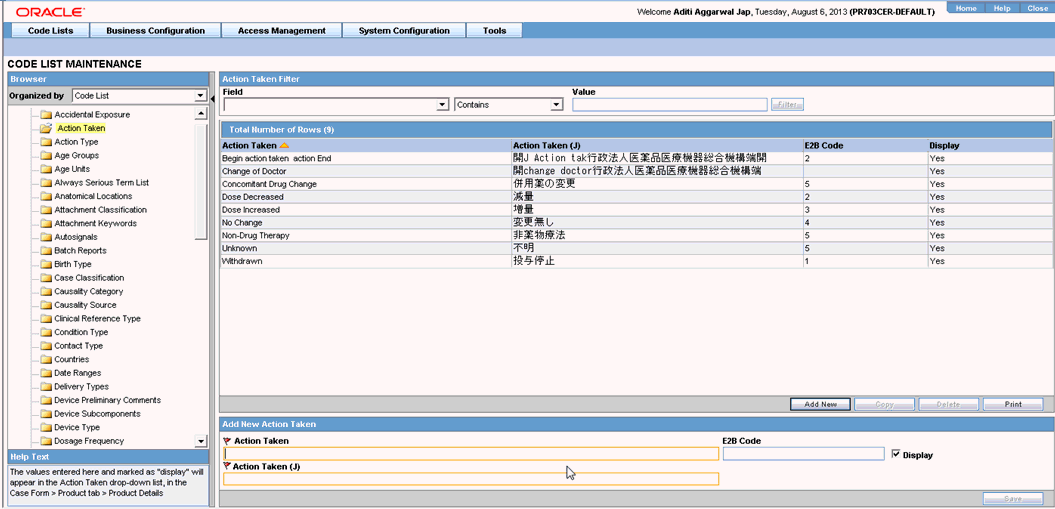 ORACLE
Welcome Aditi Aggarwal Jap, Tuesday, August 6, 2013 (PR703CER-DEFAULT)
Home Help Close
Code Lists Business Configuration Access Management System Configuration Tools
CODE LIST MAINTENANCE
Browser
Organized by Code List
Accidental Exposure
Action Taken
Action Type
Age Groups
Age Units
Always Serious Term List
Anatomical Locations
Attachment Classification
Attachment Keywords
Autosignals
Batch Reports
Birth Type
Case Classification
Causality Category
Causality Source
Clinical Reference Type
Condition Type
Contact Type
Countries
Date Ranges
Delivery Types
Device Preliminary Comments
Device Subcomponents
Device Type
Dosage Frequency
Help Text
The values entered here and marked as "display" will
appear in the Action Taken drop-down list, in the
Case Form > Product tab > Product Details
Action Taken Filter
Field Value
Contains Filter
Total Number of Rows (9)
Action Taken Action Taken (J) E2B Code Display
Begin action taken action End 開J Action tak行政法人医薬品医療機器総合機構端開 2 Yes
Change of Doctor 開change doctor行政法人医薬品医療機器総合機構端 Yes
Concomitant Drug Change 併用薬の変更 5 Yes
Dose Decreased 減量 2 Yes
Dose Increased 増量 3 Yes
No Change 変更無し 4 Yes
Non-Drug Therapy 非薬物療法 5 Yes
Unknown 不明 5 Yes
Withdrawn 投与停止 1 Yes
Add New Copy Delete Print
Add New Action Taken
Action Taken E2B Code
Display
Action Taken (J)
Save